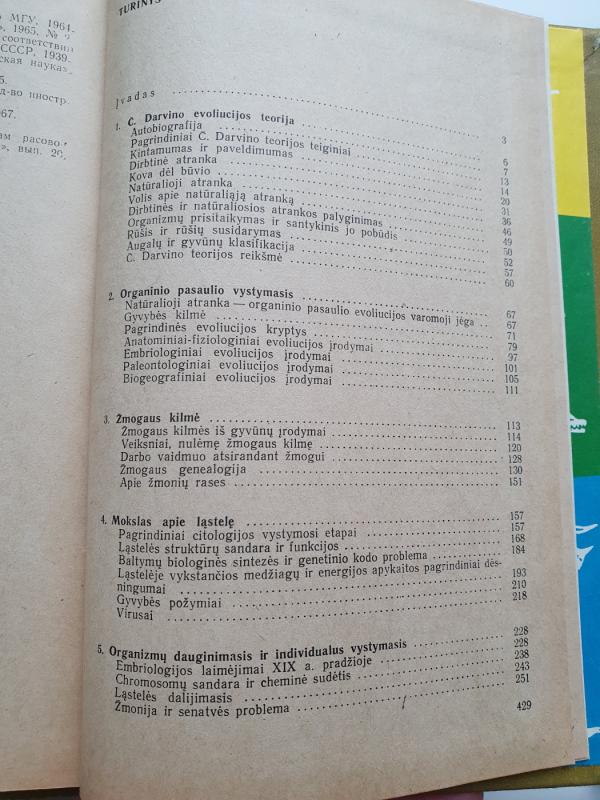 МГУ, 1964-
», 1965, №
соответствии
СССР, 1939-
ская наука»,
5.
д-во иностр.
67.
ам расово-
», вып. 20,
TURINYS
Įvadas 3
1. Č. Darvino evoliucijos teorija 6
Autobiografija 7
Pagrindiniai Č. Darvino teorijos teiginiai 13
Kintamumas ir paveldimumas 14
Dirbtinė atranka 20
Kova dėl būvio 31
Natūralioji atranka 36
Volis apie natūraliąją atranką 46
Dirbtinės ir natūraliosios atrankos palyginimas 49
Organizmų prisitaikymas ir santykinis jo pobūdis 50
Rūšis ir rūšių susidarymas 52
Augalų ir gyvūnų klasifikacija 57
Č. Darvino teorijos reikšmė 60
2. Organinio pasaulio vystymasis 67
Natūralioji atranka — organinio pasaulio evoliucijos varomoji jėga 67
Gyvybės kilmė 71
Pagrindinės evoliucijos kryptys 79
Anatominiai-fiziologiniai evoliucijos įrodymai 97
Embriologiniai evoliucijos įrodymai 101
Paleontologiniai evoliucijos įrodymai 105
Biogeografiniai evoliucijos įrodymai 111
3. Žmogaus kilmė 113
Žmogaus kilmės iš gyvūnų įrodymai 114
Veiksniai, nulėmę žmogaus kilmę 120
Darbo vaidmuo atsirandant žmogui 128
Žmogaus genealogija 130
Apie žmonių rases 151
4. Mokslas apie ląstelę 157
Pagrindiniai citologijos vystymosi etapai 157
Ląstelės struktūrų sandara ir funkcijos 168
Baltymų biologinės sintezės ir genetinio kodo problema 184
Ląstelėje vykstančios medžiagų ir energijos apykaitos pagrindiniai dės-
ningumai 193
Gyvybės požymiai 210
Virusai 218
5. Organizmų dauginimasis ir individualus vystymasis 228
Embriologijos laimėjimai XIX a. pradžioje 228
Chromosomų sandara ir cheminė sudėtis 238
Ląstelės dalijimasis 243
Žmonija ir senatvės problema 251
429